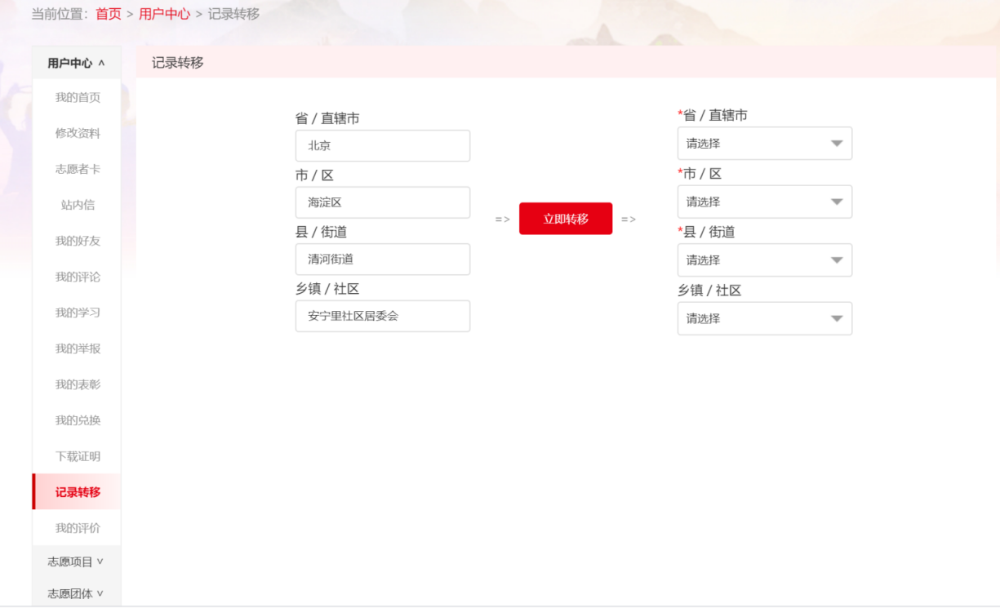 当前位置：首页 > 用户中心 > 记录转移
用户中心 ∧
我的首页
修改资料
志愿者卡
站内信
我的好友
我的评论
我的学习
我的举报
我的表彰
我的兑换
下载证明
记录转移
我的评价
志愿项目 ∨
志愿团体 ∨
记录转移
省 / 直辖市
北京
市 / 区
海淀区
县 / 街道
清河街道
乡镇 / 社区
安宁里社区居委会
=> 立即转移 =>
*省 / 直辖市
请选择
*市 / 区
请选择
*县 / 街道
请选择
乡镇 / 社区
请选择